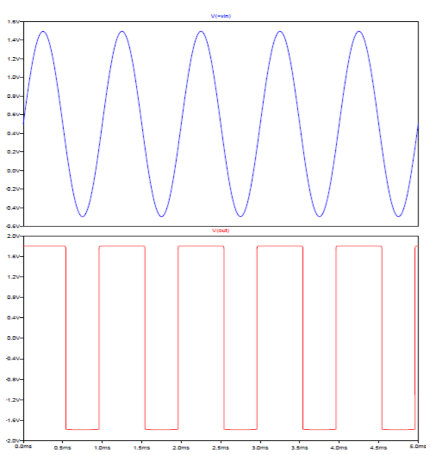 V(+vin)
1.6V
1.4V
1.2V
1.0V
0.8V
0.6V
0.4V
0.2V
0.0V
-0.2V
-0.4V
-0.6V
V(out)
2.0V
1.6V
1.2V
0.8V
0.4V
0.0V
-0.4V
-0.8V
-1.2V
-1.6V
-2.0V
0.0ms 0.5ms 1.0ms 1.5ms 2.0ms 2.5ms 3.0ms 3.5ms 4.0ms 4.5ms 5.0ms